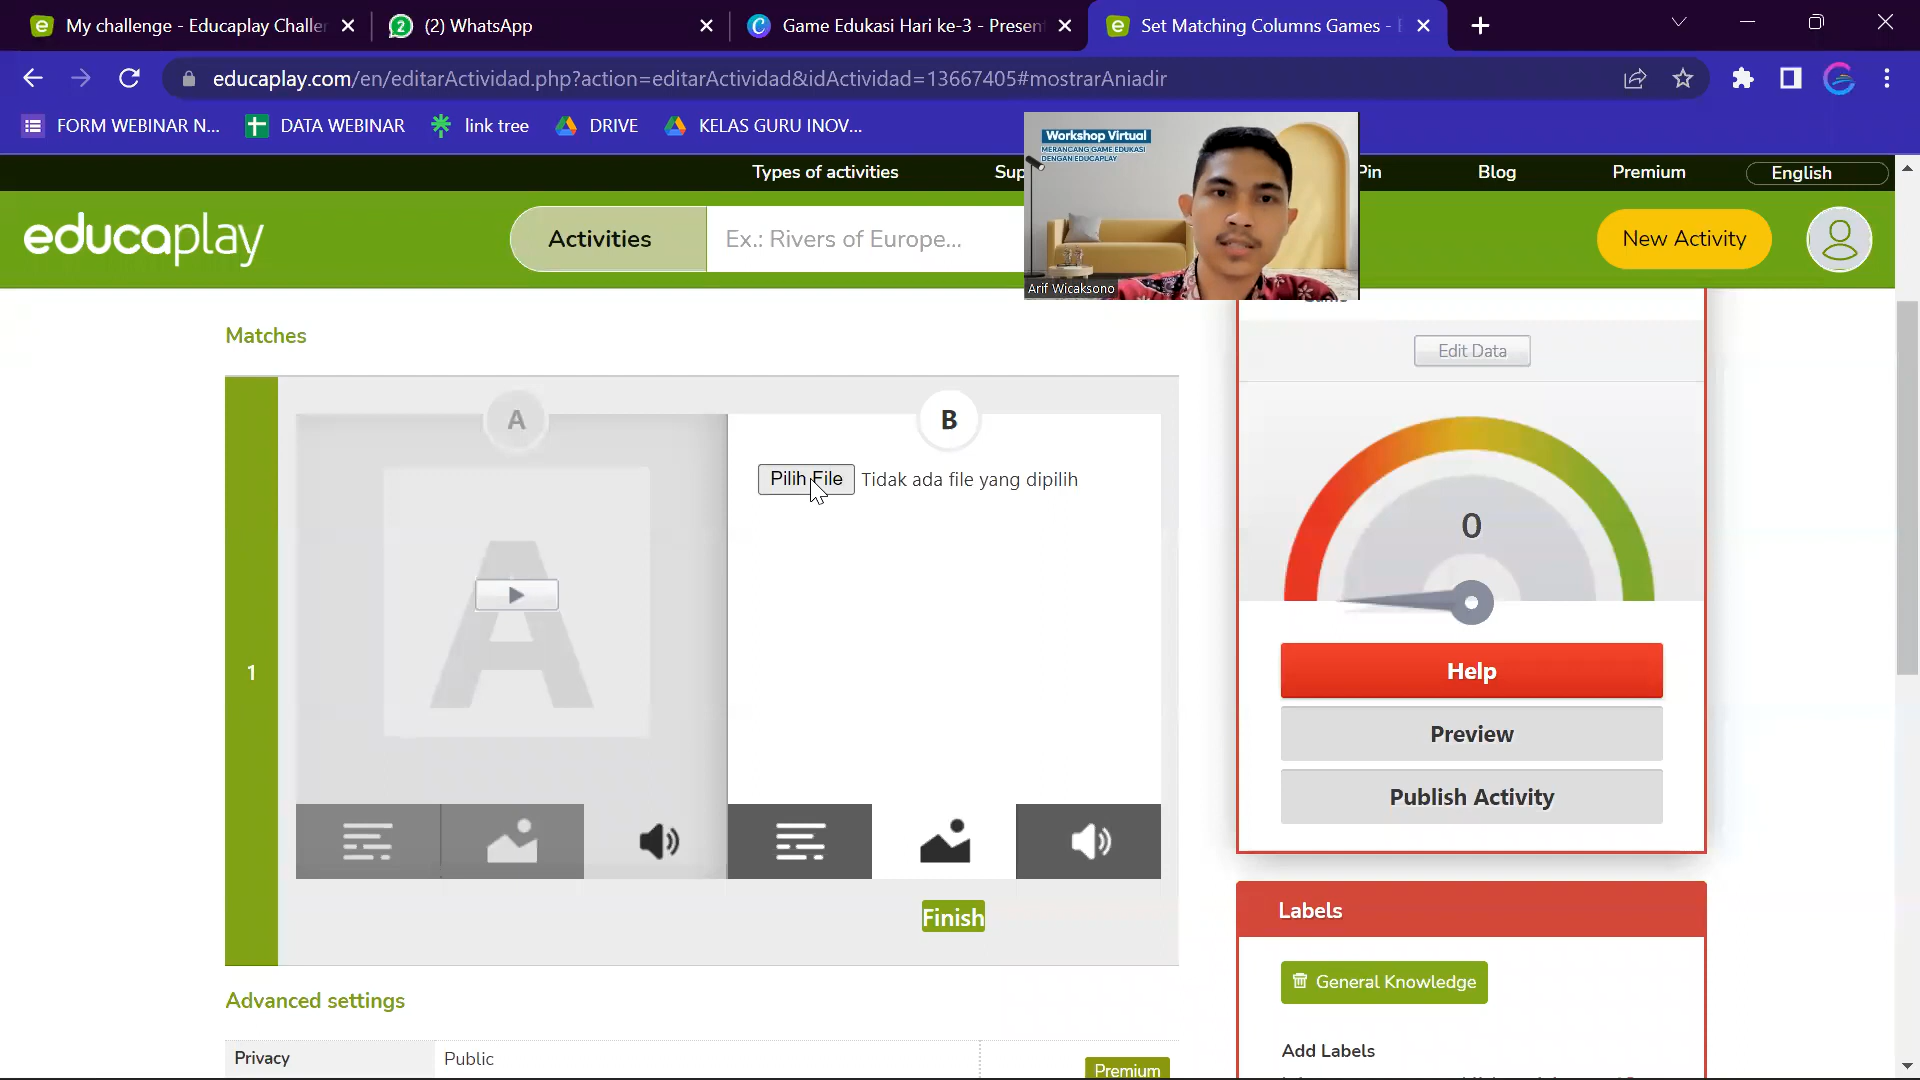 My challenge - Educaplay Challe
(2) WhatsApp
Game Edukasi Hari ke-3 - Presen
Set Matching Columns Games -
educaplay.com/en/editarActividad.php?action=editarActividad&idActividad=13667405#mostrarAniadir
FORM WEBINAR N...
DATA WEBINAR
link tree
DRIVE
KELAS GURU INOV...
Types of activities
Sup
Pin
Blog
Premium
English
educaplay
Activities
Ex.: Rivers of Europe...
New Activity
Workshop Virtual
MERANCANG GAME EDUKASI
DENGAN EDUCAPLAY
Arif Wicaksono
Matches
Edit Data
A
B
Pilih File
Tidak ada file yang dipilih
A
1
0
Help
Preview
Publish Activity
Finish
Labels
General Knowledge
Add Labels
Advanced settings
Privacy
Public
Premium